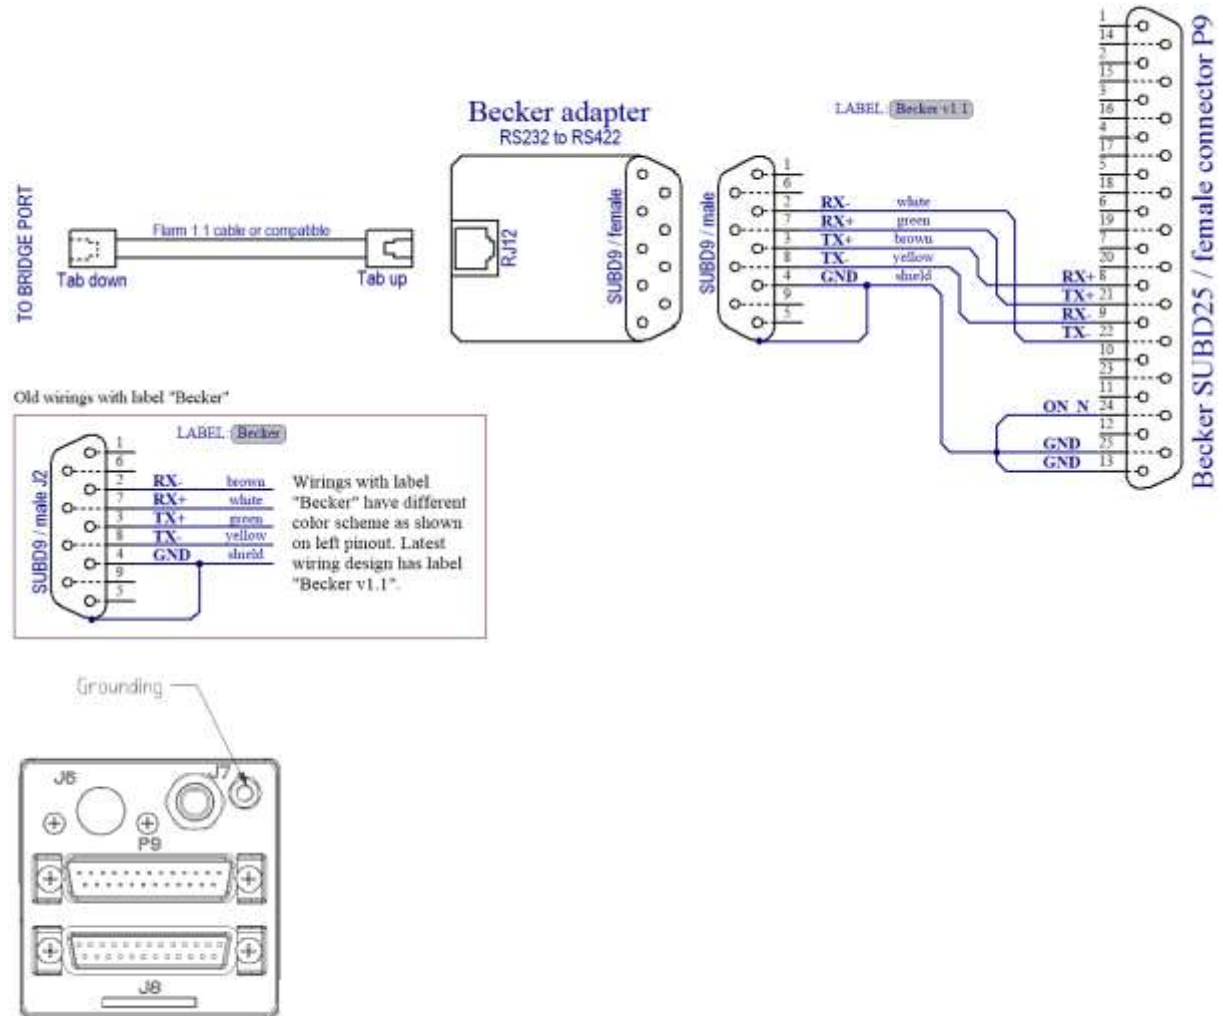 Becker adapter
RS232 to RS422
LABEL: Becker v1.1
TO BRIDGE PORT
Flarm 1.1 cable or compatible
Tab down
Tab up
RJ12
SUBD9 / female
SUBD9 / male
1
6
2 RX- white
7 RX+ green
3 TX+ brown
8 TX- yellow
4 GND shield
9
5
1
14
2
15
3
16
4
17
5
18
6
19
7
20
RX+ 8
TX+ 21
RX- 9
TX- 22
10
23
11
ON_N 24
12
GND 25
GND 13
Becker SUBD25 / female connector P9
Old wirings with label "Becker"
LABEL: Becker
SUBD9 / male J2
1
6
2 RX- brown
7 RX+ white
3 TX+ green
8 TX- yellow
4 GND shield
9
5
Wirings with label
"Becker" have different
color scheme as shown
on left pinout. Latest
wiring design has label
"Becker v1.1".
Grounding
J6
J7
P9
J8